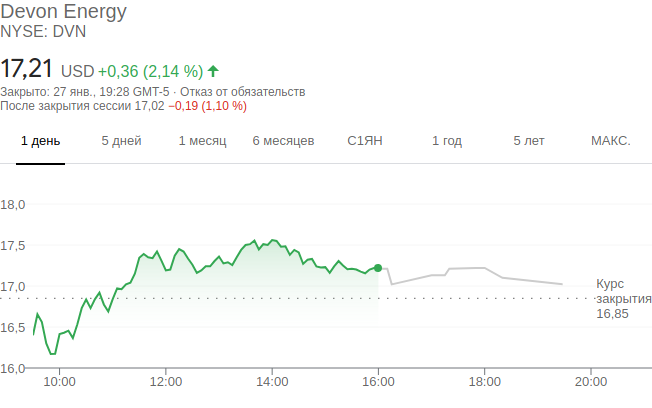 Devon Energy
NYSE: DVN
17,21 USD +0,36 (2,14 %)
Закрыто: 27 янв., 19:28 GMT-5 · Отказ от обязательств
После закрытия сессии 17,02 −0,19 (1,10 %)
1 день 5 дней 1 месяц 6 месяцев С1ЯН 1 год 5 лет МАКС.
18,0
17,5
17,0
Курс
закрытия
16,85
16,5
16,0
10:00 12:00 14:00 16:00 18:00 20:00